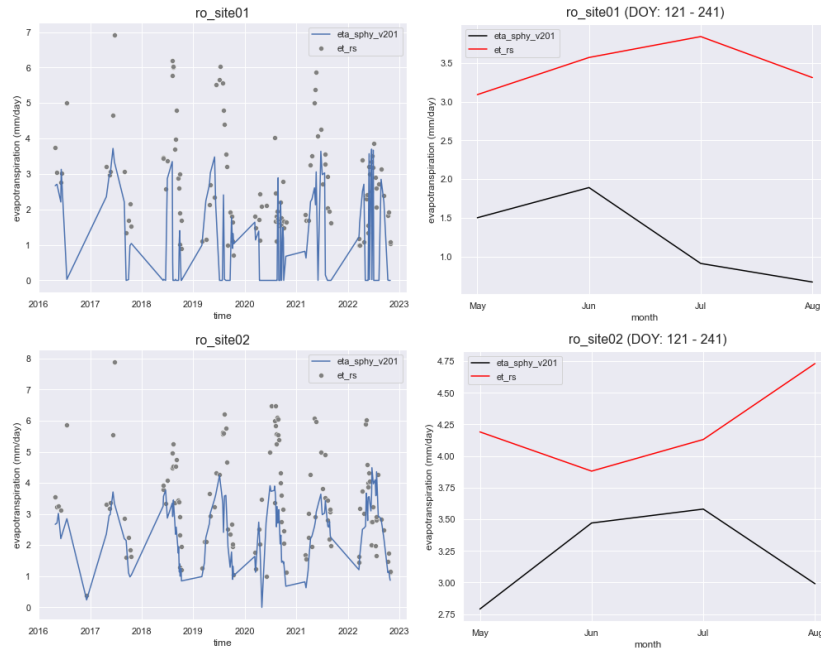 ro_site01
eta_sphy_v201
et_rs
evapotranspiration (mm/day)
7
6
5
4
3
2
1
0
2016 2017 2018 2019 2020 2021 2022 2023
time
ro_site01 (DOY: 121 - 241)
eta_sphy_v201
et_rs
evapotranspiration (mm/day)
3.5
3.0
2.5
2.0
1.5
1.0
May Jun Jul Aug
month
ro_site02
eta_sphy_v201
et_rs
evapotranspiration (mm/day)
8
7
6
5
4
3
2
1
0
2016 2017 2018 2019 2020 2021 2022 2023
time
ro_site02 (DOY: 121 - 241)
eta_sphy_v201
et_rs
evapotranspiration (mm/day)
4.75
4.50
4.25
4.00
3.75
3.50
3.25
3.00
2.75
May Jun Jul Aug
month